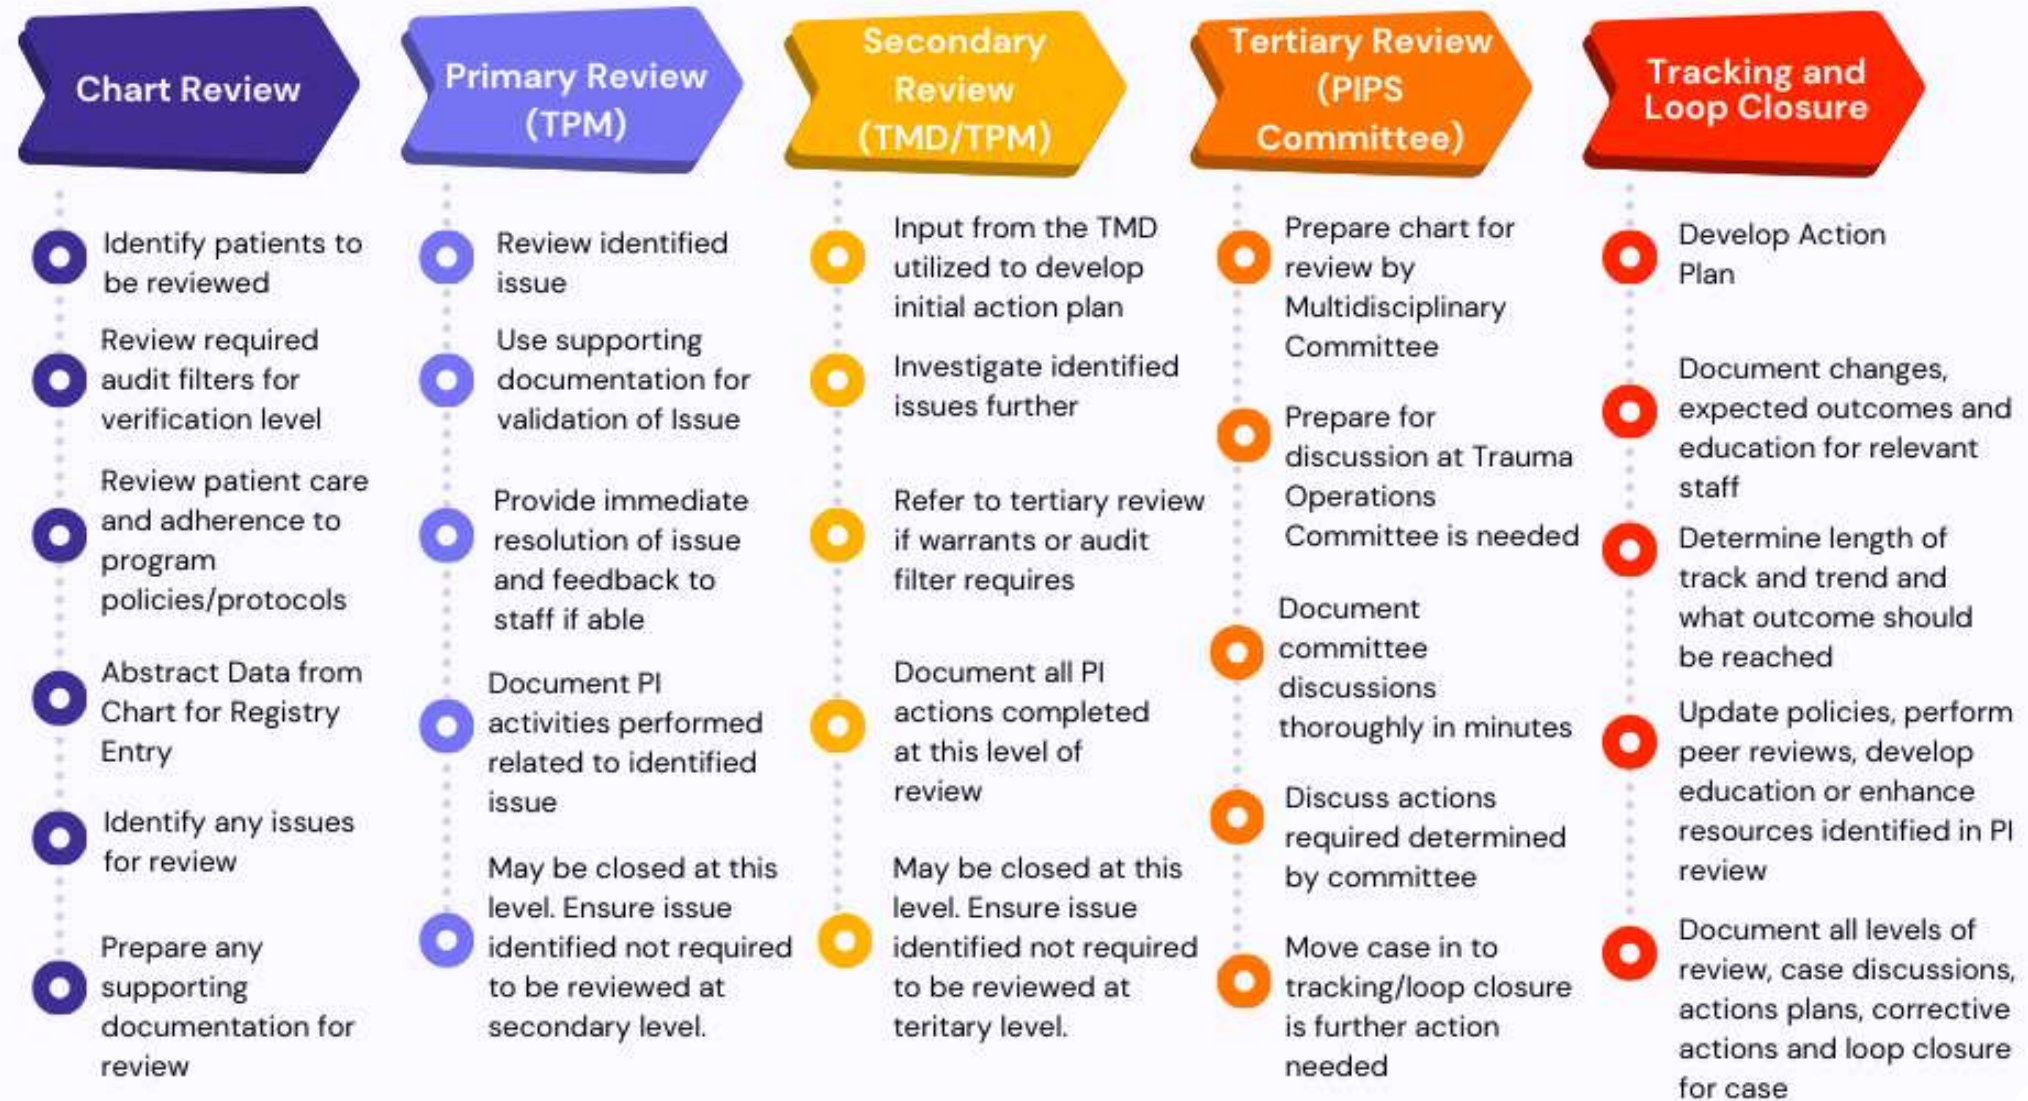 Chart Review
Identify patients to
be reviewed
Review required
audit filters for
verification level
Review patient care
and adherence to
program
policies/protocols
Abstract Data from
Chart for Registry
Entry
Identify any issues
for review
Prepare any
supporting
documentation for
review
Primary Review
(TPM)
Review identified
issue
Use supporting
documentation for
validation of Issue
Provide immediate
resolution of issue
and feedback to
staff if able
Document PI
activities performed
related to identified
issue
May be closed at this
level. Ensure issue
identified not required
to be reviewed at
secondary level.
Secondary
Review
(TMD/TPM)
Input from the TMD
utilized to develop
initial action plan
Investigate identified
issues further
Refer to tertiary review
if warrants or audit
filter requires
Document all PI
actions completed
at this level of
review
May be closed at this
level. Ensure issue
identified not required
to be reviewed at
teritary level.
Tertiary Review
(PIPS
Committee)
Prepare chart for
review by
Multidisciplinary
Committee
Prepare for
discussion at Trauma
Operations
Committee is needed
Document
committee
discussions
thoroughly in minutes
Discuss actions
required determined
by committee
Move case in to
tracking/loop closure
is further action
needed
Tracking and
Loop Closure
Develop Action
Plan
Document changes,
expected outcomes and
education for relevant
staff
Determine length of
track and trend and
what outcome should
be reached
Update policies, perform
peer reviews, develop
education or enhance
resources identified in PI
review
Document all levels of
review, case discussions,
actions plans, corrective
actions and loop closure
for case